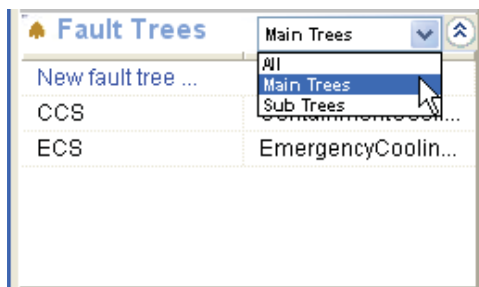 Fault Trees Main Trees
All
New fault tree ... Main Trees
Sub Trees
CCS
ECS EmergencyCoolin...